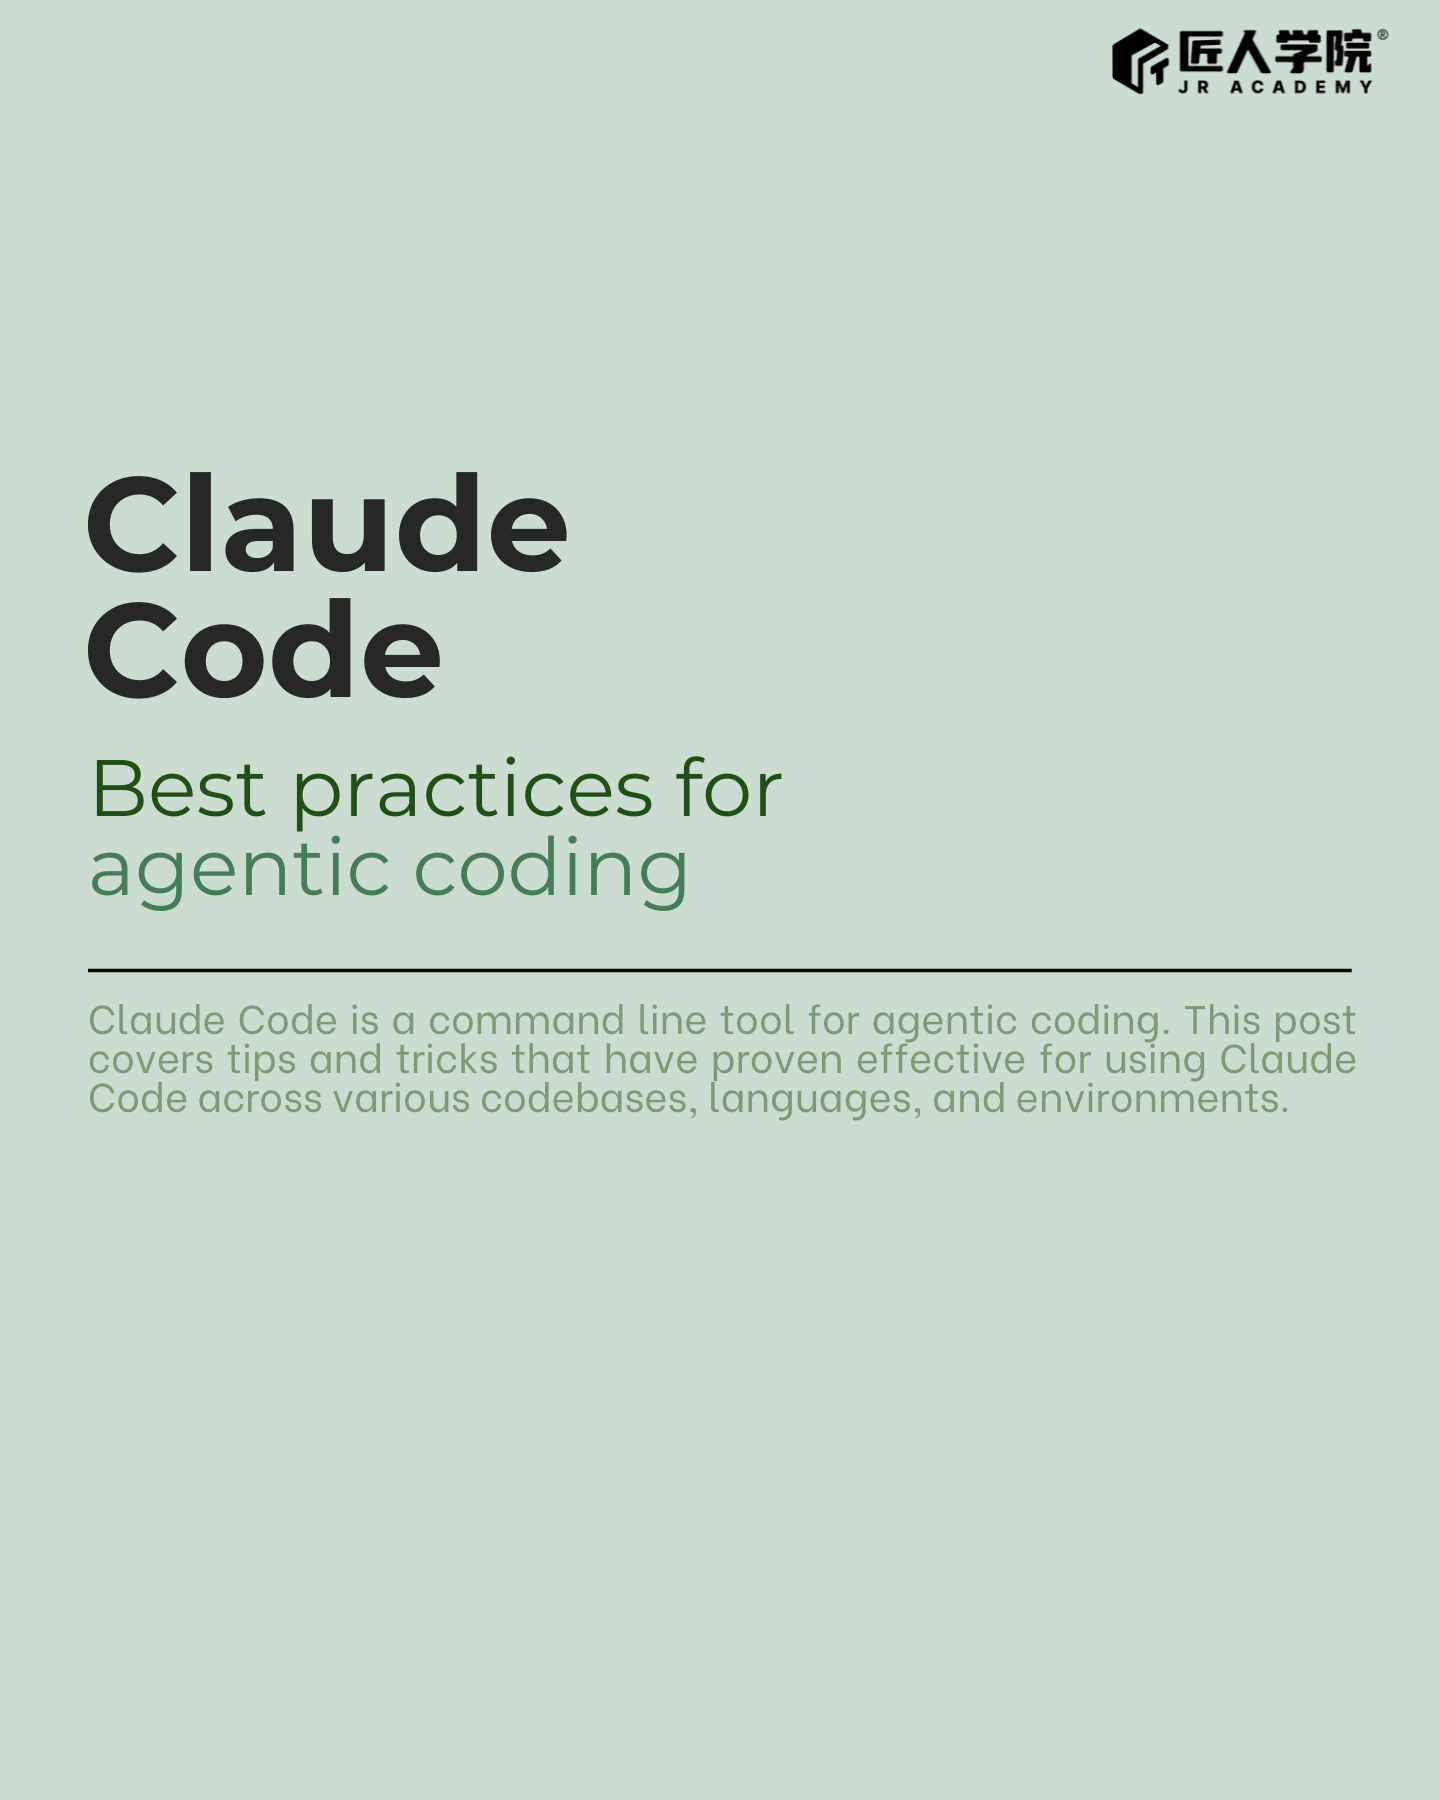 匠人学院®
JR ACADEMY
Claude
Code
Best practices for
agentic coding
Claude Code is a command line tool for agentic coding. This post
covers tips and tricks that have proven effective for using Claude
Code across various codebases, languages, and environments.